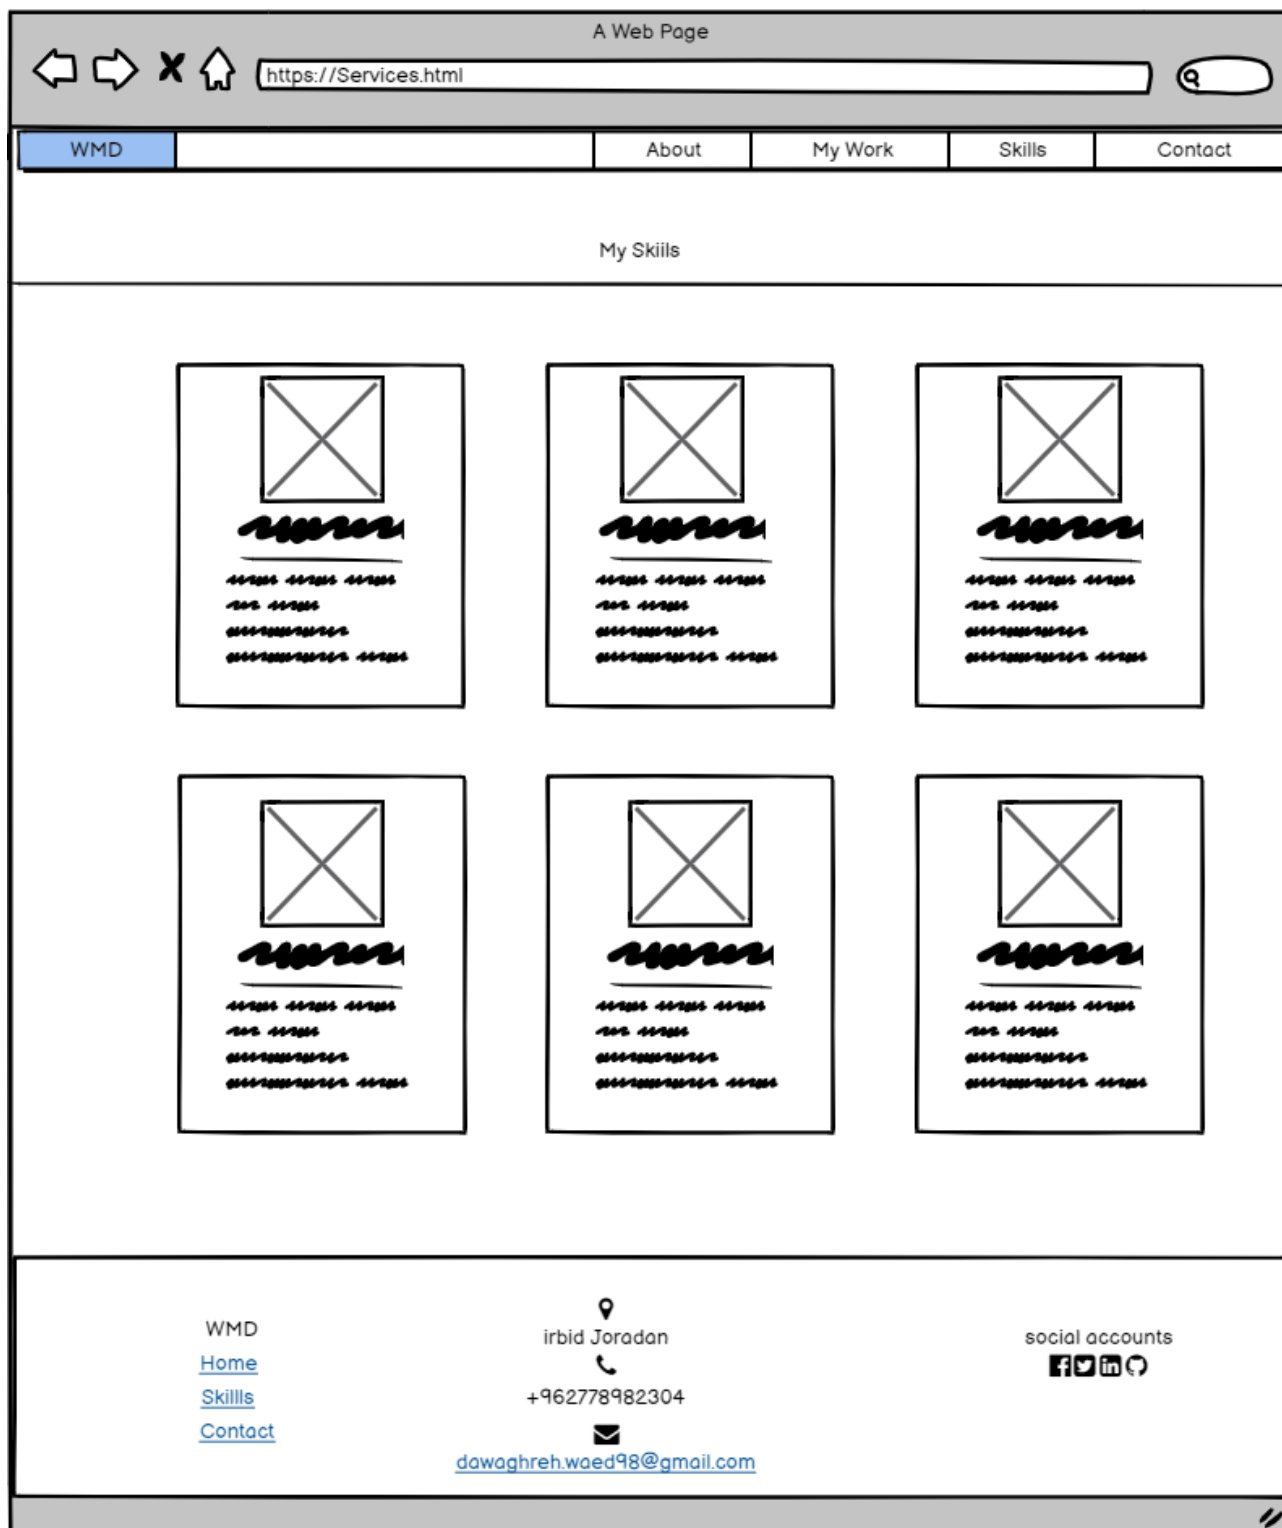 A Web Page
https://Services.html
WMD About My Work Skills Contact
My Skiils
WMD
Home
Skillls
Contact
irbid Joradan
+962778982304
dawaghreh.waed98@gmail.com
social accounts